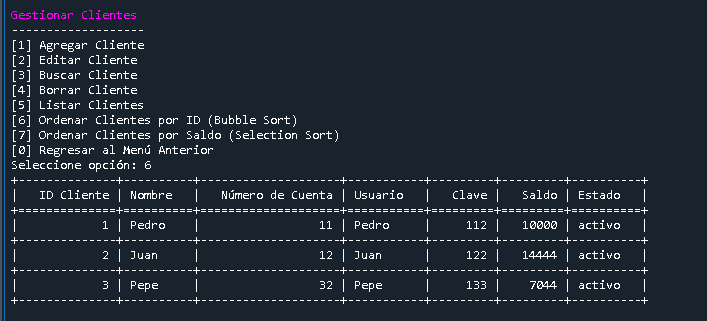 Gestionar Clientes
-------------------
[1] Agregar Cliente
[2] Editar Cliente
[3] Buscar Cliente
[4] Borrar Cliente
[5] Listar Clientes
[6] Ordenar Clientes por ID (Bubble Sort)
[7] Ordenar Clientes por Saldo (Selection Sort)
[0] Regresar al Menú Anterior
Seleccione opción: 6
| ID Cliente | Nombre | Número de Cuenta | Usuario | Clave | Saldo | Estado |
| 1 | Pedro | 11 | Pedro | 112 | 10000 | activo |
| 2 | Juan | 12 | Juan | 122 | 14444 | activo |
| 3 | Pepe | 32 | Pepe | 133 | 7044 | activo |